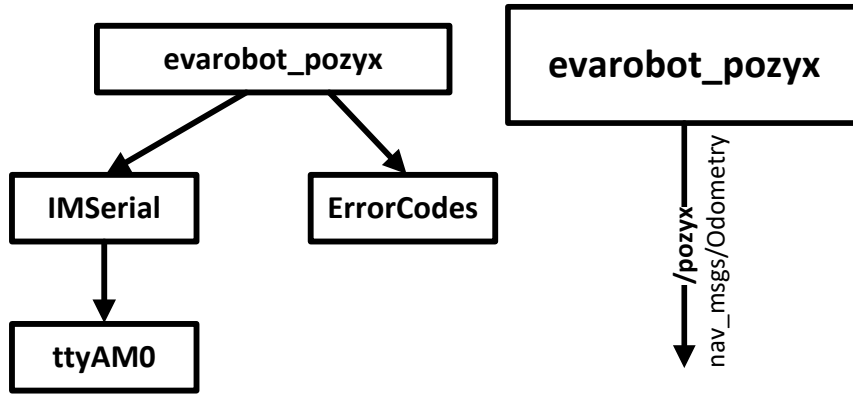 evarobot_pozyx
IMSerial
ErrorCodes
ttyAM0
evarobot_pozyx
/pozyx
nav_msgs/Odometry